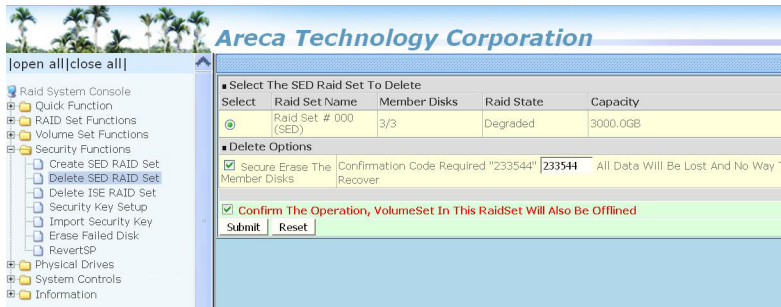 Areca Technology Corporation
|open all|close all|
Raid System Console
Quick Function
RAID Set Functions
Volume Set Functions
Security Functions
Create SED RAID Set
Delete SED RAID Set
Delete ISE RAID Set
Security Key Setup
Import Security Key
Erase Failed Disk
RevertSP
Physical Drives
System Controls
Information
Select The SED Raid Set To Delete
Select Raid Set Name Member Disks Raid State Capacity
Raid Set # 000 (SED) 3/3 Degraded 3000.0GB
Delete Options
Secure Erase The Member Disks
Confirmation Code Required "233544" 233544 All Data Will Be Lost And No Way
Recover
Confirm The Operation, VolumeSet In This RaidSet Will Also Be Offlined
Submit Reset